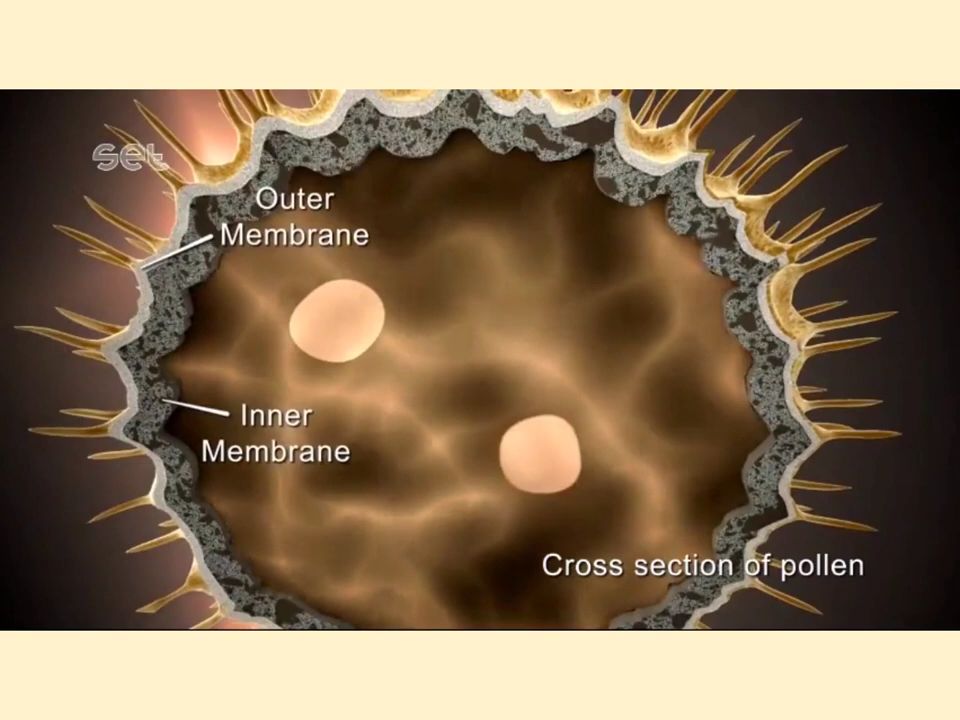 set
Outer
Membrane
Inner
Membrane
Cross section of pollen